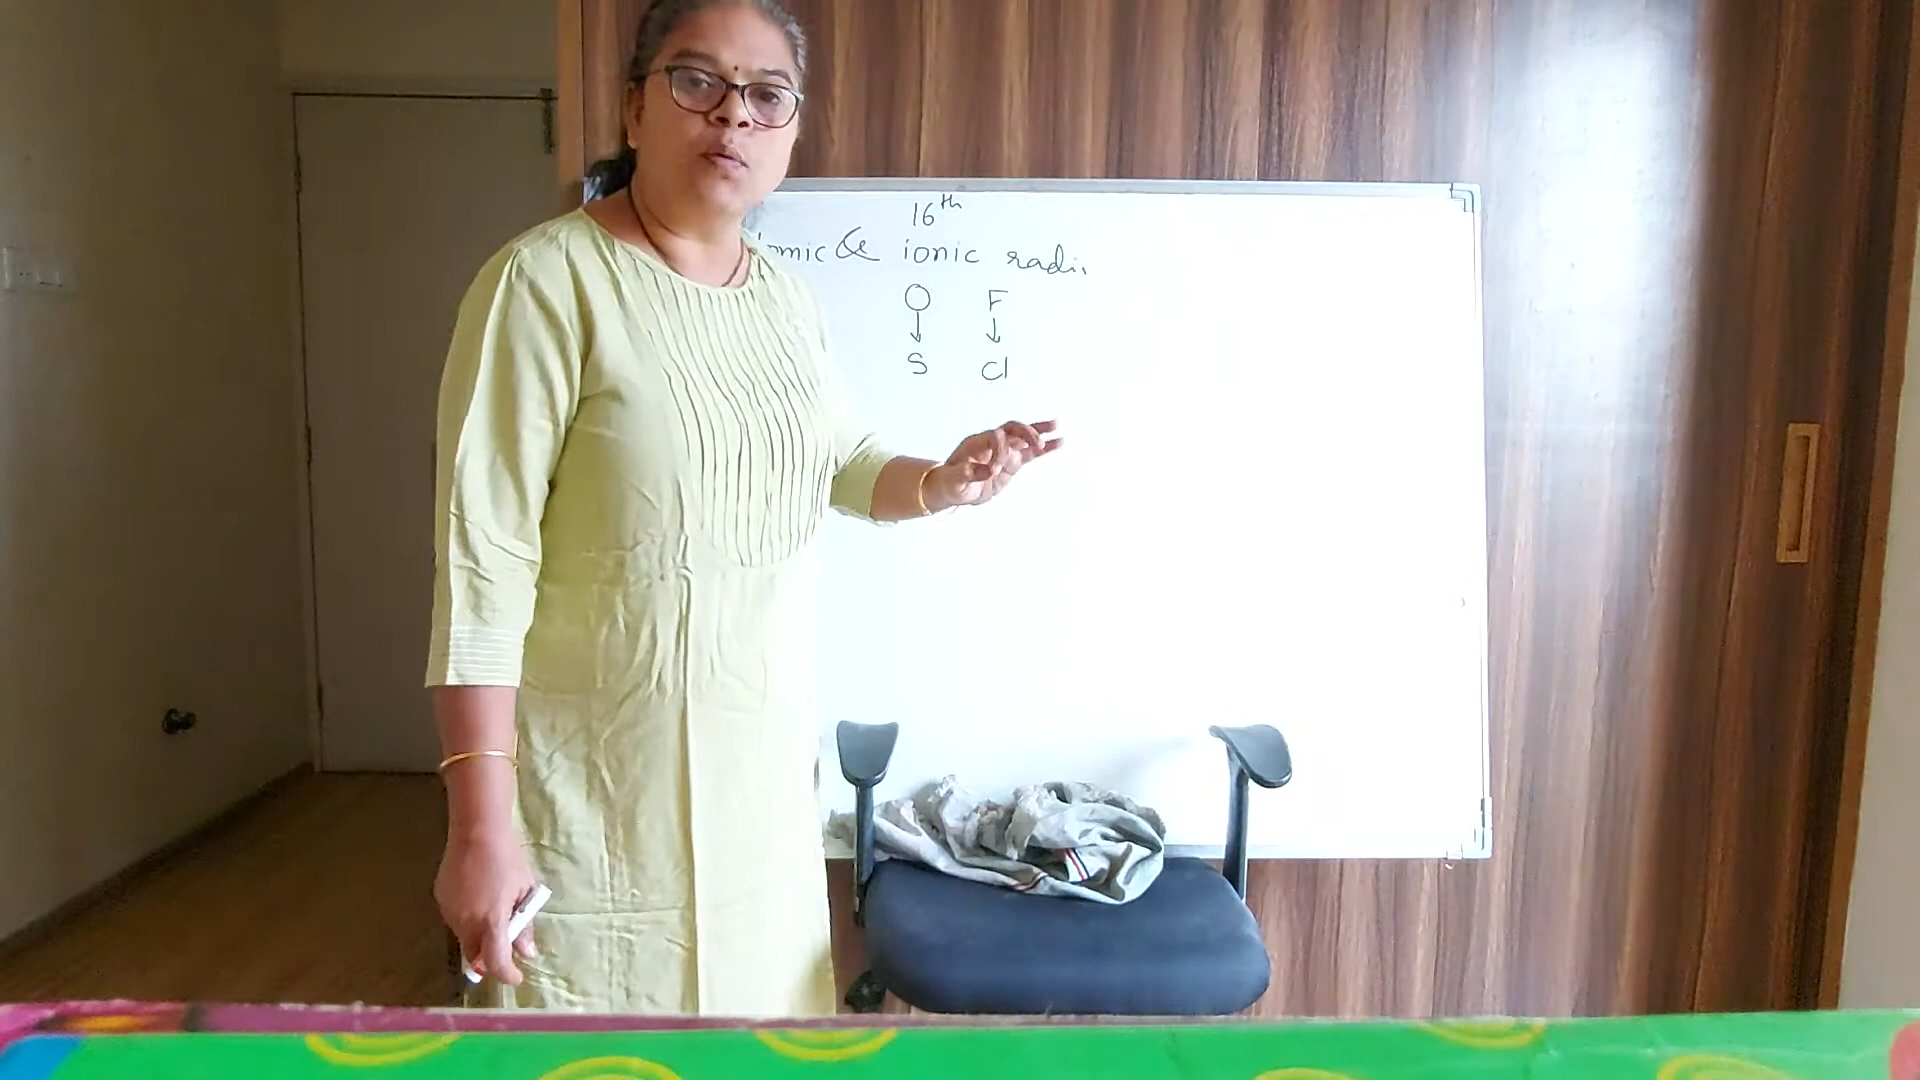 16th
omic & ionic radii
O F
↓ ↓
S Cl